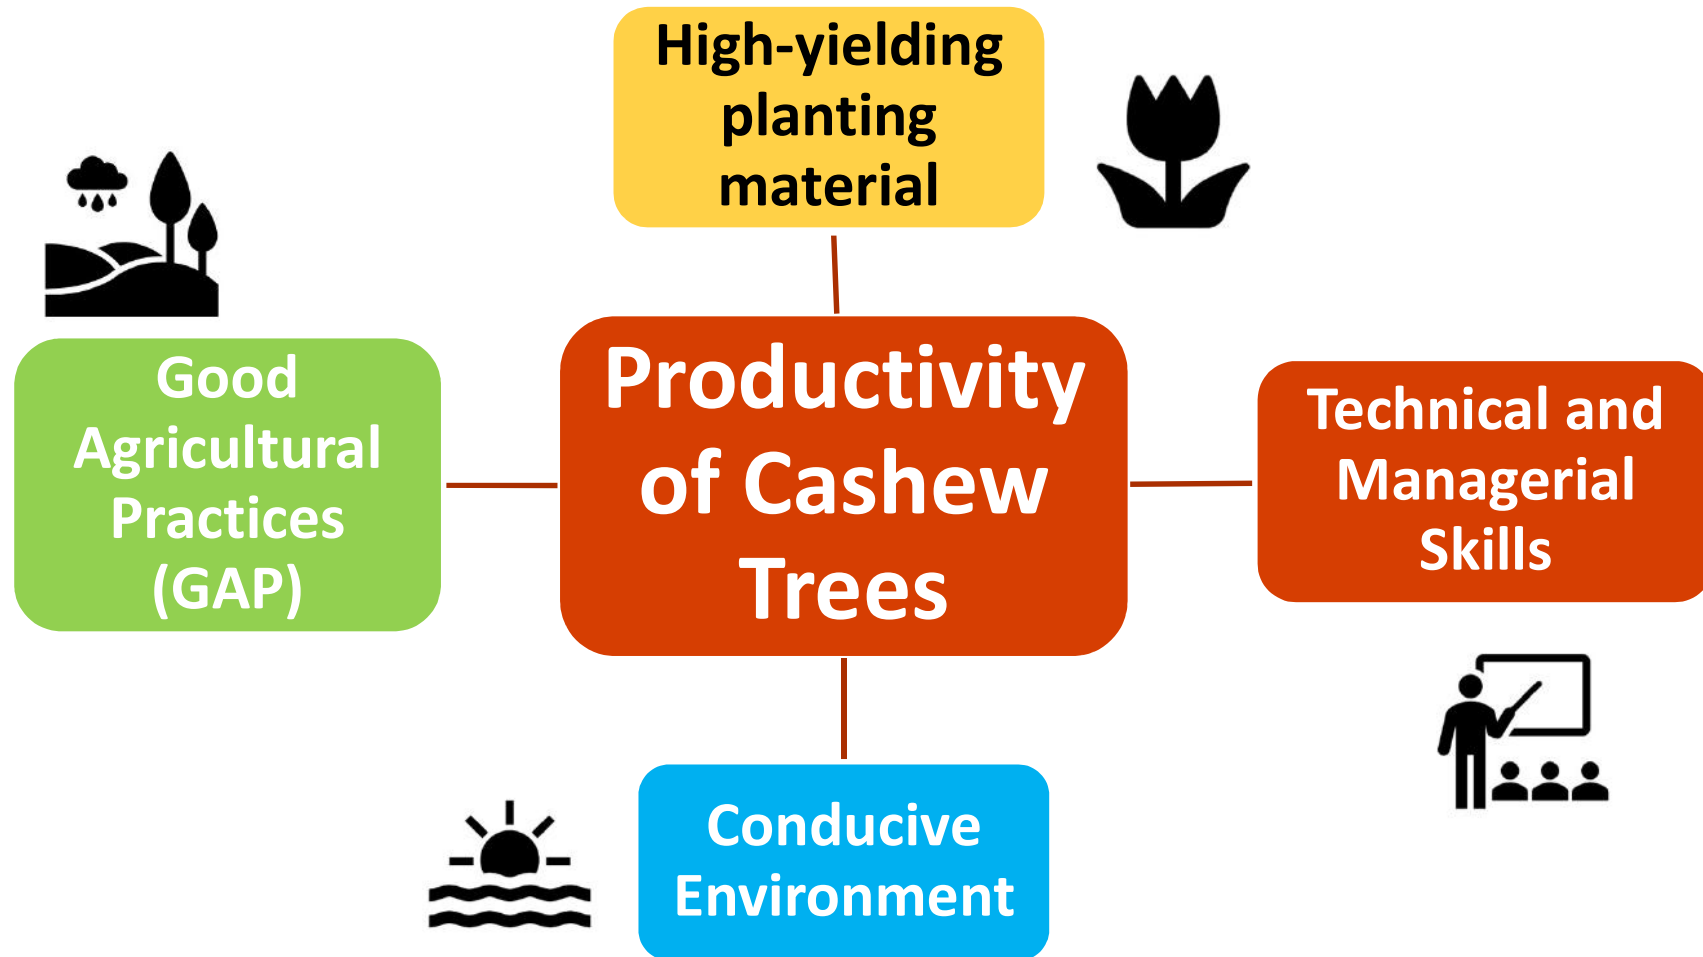 High-yielding
planting
material
Good
Agricultural
Practices
(GAP)
Productivity
of Cashew
Trees
Technical and
Managerial
Skills
Conducive
Environment